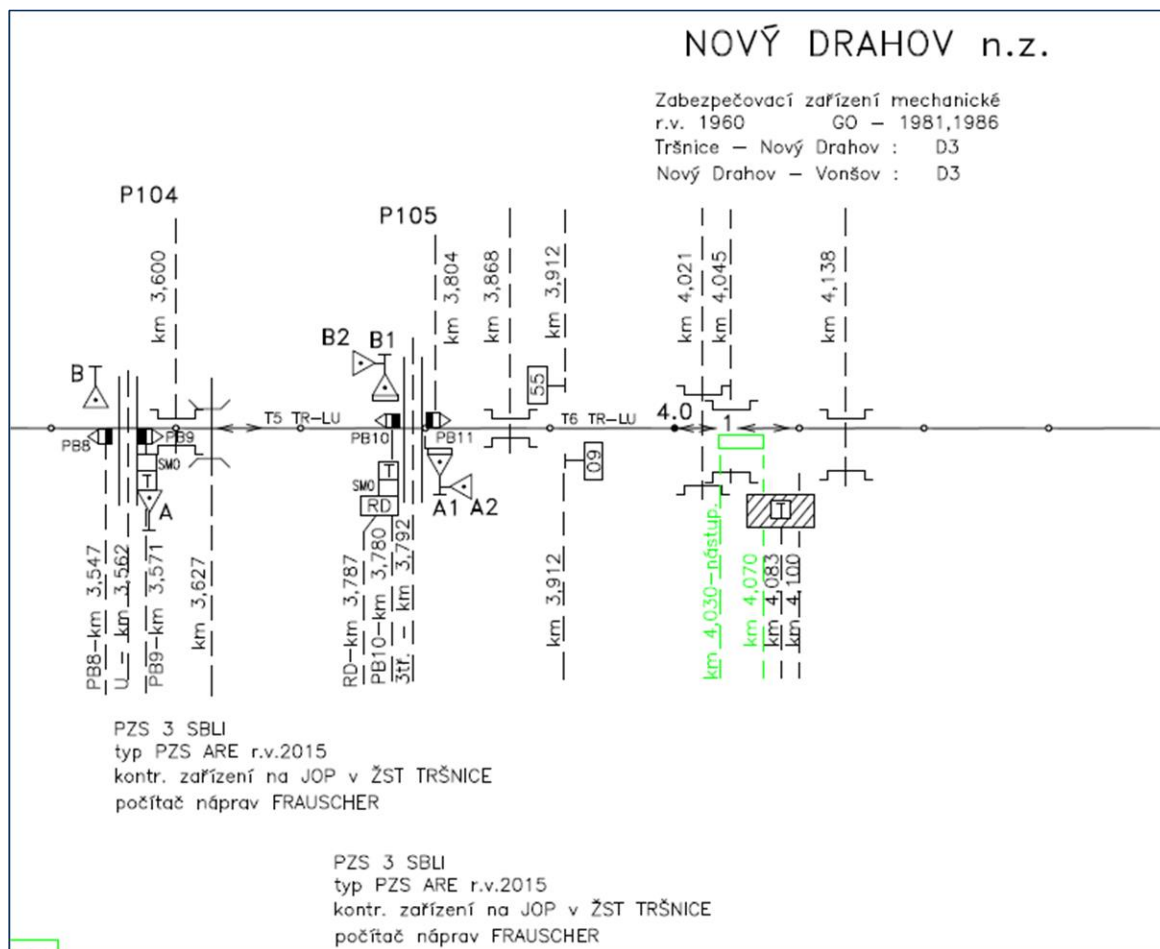 NOVÝ DRAHOV n.z.
Zabezpečovací zařízení mechanické
r.v. 1960 GO – 1981,1986
Tršnice – Nový Drahov : D3
Nový Drahov – Vonšov : D3
P104
P105
km 3,600
km 3,804
km 3,868
km 3,912
km 4,021
km 4,045
km 4,138
B
B2 B1
55
T5 TR–LU
T6 TR–LU
4.0
1
PB8
PB9
PB10
PB11
SMO
T
A
SMO
T
RD
A1 A2
09
T
PB8–km 3,547
U – km 3,562
PB9–km 3,571
km 3,627
RD–km 3,787
PB10–km 3,780
3tř. – km 3,792
km 3,912
km 4,030–nástup.
km 4,070
km 4,083
km 4,100
PZS 3 SBLI
typ PZS ARE r.v.2015
kontr. zařízení na JOP v ŽST TRŠNICE
počítač náprav FRAUSCHER
PZS 3 SBLI
typ PZS ARE r.v.2015
kontr. zařízení na JOP v ŽST TRŠNICE
počítač náprav FRAUSCHER